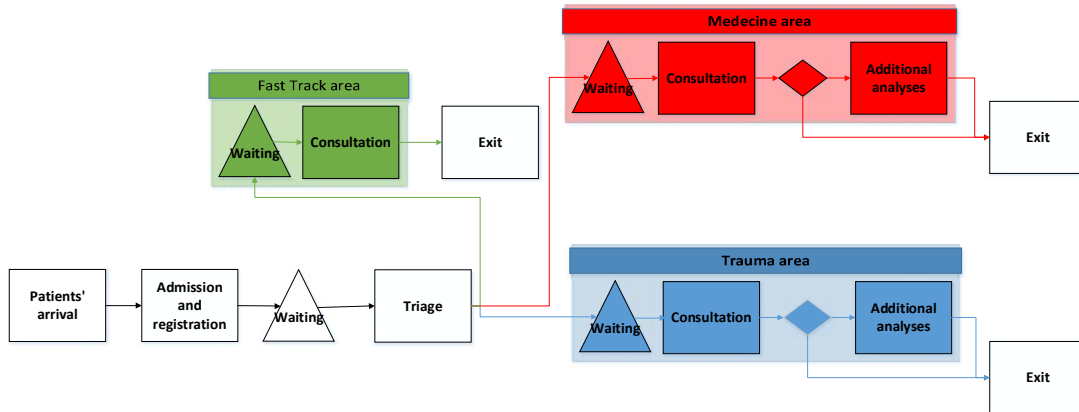 Medecine area
Waiting
Consultation
Additional
analyses
Exit
Fast Track area
Waiting
Consultation
Exit
Patients'
arrival
Admission
and
registration
Waiting
Triage
Trauma area
Waiting
Consultation
Additional
analyses
Exit